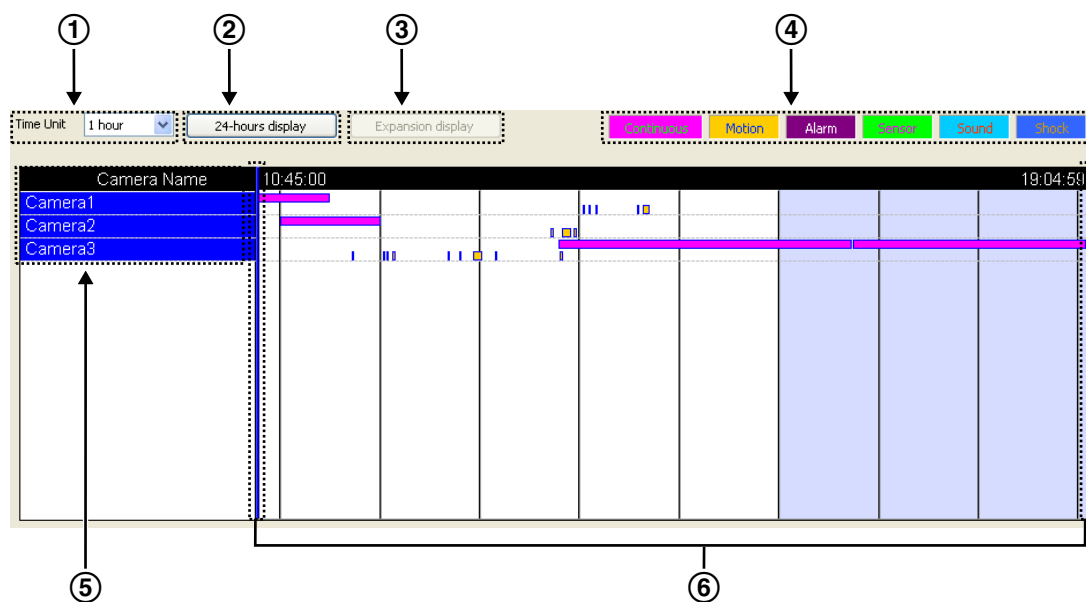 ① ② ③ ④
Time Unit 1 hour 24-hours display Expansion display Continuous Motion Alarm Sensor Sound Shock
Camera Name 10:45:00 19:04:59
Camera1
Camera2
Camera3
⑤ ⑥